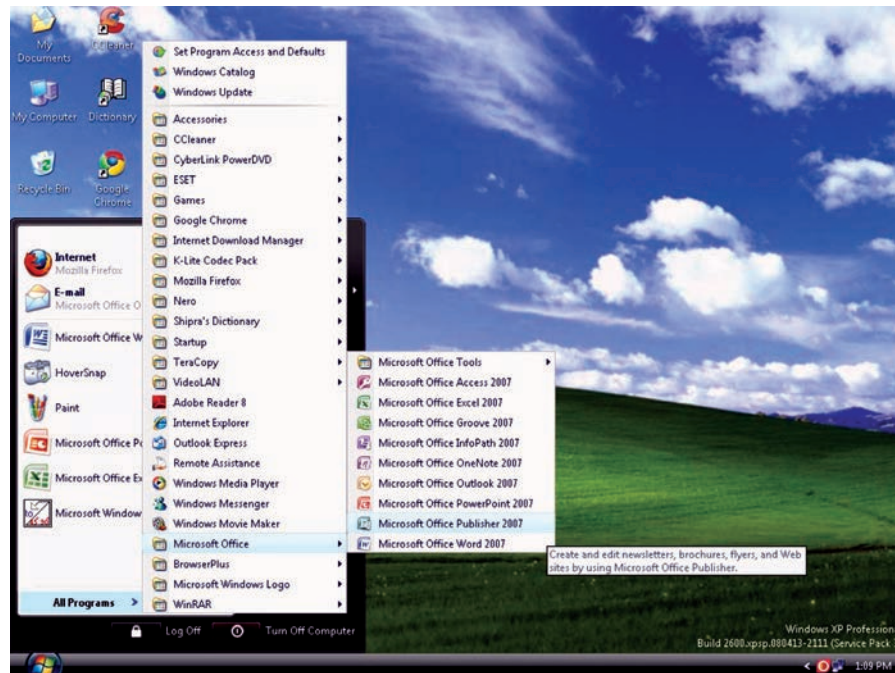 My
Documents
CCleaner
My Computer
Dictionary
Recycle Bin
Google
Chrome
Internet
Mozilla Firefox
E-mail
Microsoft Office O
Microsoft Office W
HoverSnap
Paint
Microsoft Office Po
Microsoft Office Ex
Microsoft Window
All Programs
Set Program Access and Defaults
Windows Catalog
Windows Update
Accessories
CCleaner
CyberLink PowerDVD
ESET
Games
Google Chrome
Internet Download Manager
K-Lite Codec Pack
Mozilla Firefox
Nero
Shipra's Dictionary
Startup
TeraCopy
VideoLAN
Adobe Reader 8
Internet Explorer
Outlook Express
Remote Assistance
Windows Media Player
Windows Messenger
Windows Movie Maker
Microsoft Office
BrowserPlus
Microsoft Windows Logo
WinRAR
Microsoft Office Tools
Microsoft Office Access 2007
Microsoft Office Excel 2007
Microsoft Office Groove 2007
Microsoft Office InfoPath 2007
Microsoft Office OneNote 2007
Microsoft Office Outlook 2007
Microsoft Office PowerPoint 2007
Microsoft Office Publisher 2007
Microsoft Office Word 2007
Create and edit newsletters, brochures, flyers, and Web
sites by using Microsoft Office Publisher.
Log Off
Turn Off Computer
Windows XP Profession
Build 2600.xpsp.080413-2111 (Service Pack
1:09 PM